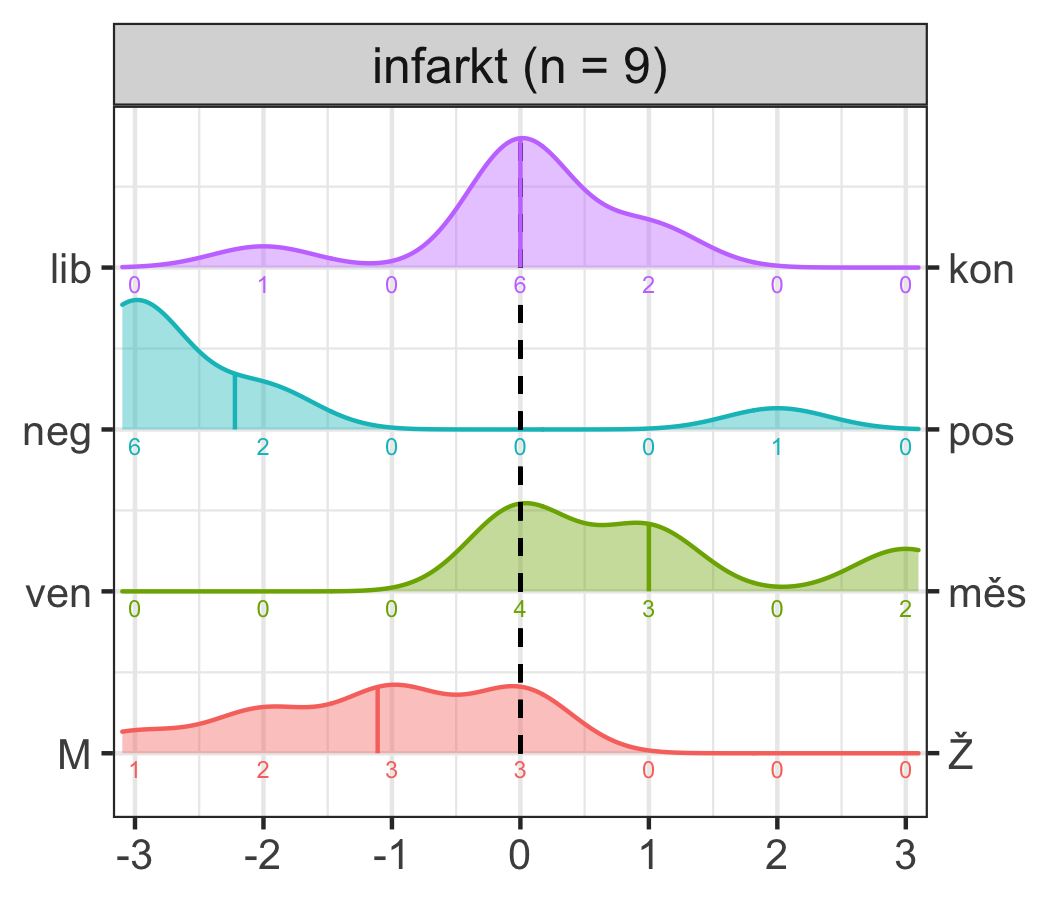 infarkt (n = 9)
lib kon
0 1 0 6 2 0 0
neg pos
6 2 0 0 0 1 0
ven měs
0 0 0 4 3 0 2
M Ž
1 2 3 3 0 0 0
-3 -2 -1 0 1 2 3